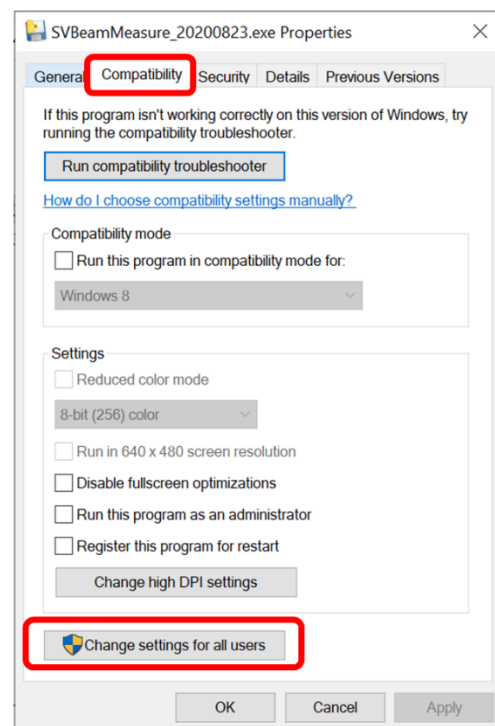 SVBeamMeasure_20200823.exe Properties
General Compatibility Security Details Previous Versions
If this program isn't working correctly on this version of Windows, try
running the compatibility troubleshooter.
Run compatibility troubleshooter
How do I choose compatibility settings manually?
Compatibility mode
Run this program in compatibility mode for:
Windows 8
Settings
Reduced color mode
8-bit (256) color
Run in 640 x 480 screen resolution
Disable fullscreen optimizations
Run this program as an administrator
Register this program for restart
Change high DPI settings
Change settings for all users
OK Cancel Apply